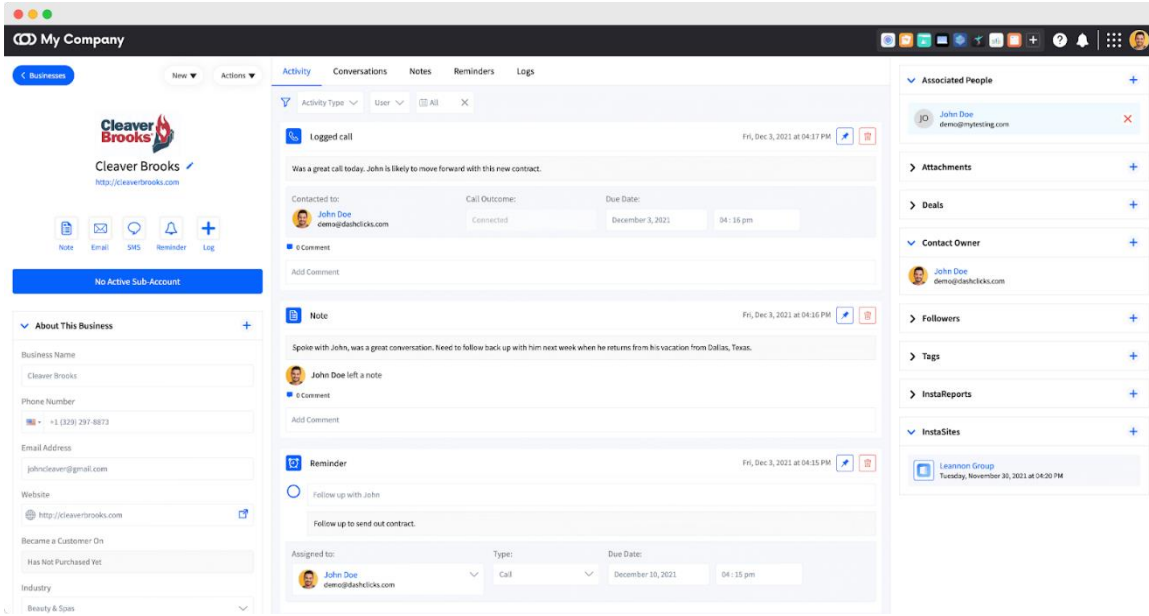 My Company
Businesses
New
Actions
Cleaver
Brooks
Cleaver Brooks
http://cleaverbrooks.com
Note
Email
SMS
Reminder
Log
No Active Sub-Account
About This Business
Business Name
Cleaver Brooks
Phone Number
+1 (329) 297-8873
Email Address
johncleaver@gmail.com
Website
http://cleaverbrooks.com
Became a Customer On
Has Not Purchased Yet
Industry
Beauty & Spas
Activity
Conversations
Notes
Reminders
Logs
Activity Type
User
All
Logged call
Fri, Dec 3, 2021 at 04:17 PM
Was a great call today. John is likely to move forward with this new contract.
Contacted to:
Call Outcome:
Due Date:
John Doe
demo@dashclicks.com
Connected
December 3, 2021
04 : 16 pm
0 Comment
Add Comment
Note
Fri, Dec 3, 2021 at 04:16 PM
Spoke with John, was a great conversation. Need to follow back up with him next week when he returns from his vacation from Dallas, Texas.
John Doe left a note
0 Comment
Add Comment
Reminder
Fri, Dec 3, 2021 at 04:15 PM
Follow up with John
Follow up to send out contract.
Assigned to:
Type:
Due Date:
John Doe
demo@dashclicks.com
Call
December 10, 2021
04 : 15 pm
Associated People
JO
John Doe
demo@mytesting.com
Attachments
Deals
Contact Owner
John Doe
demo@dashclicks.com
Followers
Tags
InstaReports
InstaSites
Leannon Group
Tuesday, November 30, 2021 at 04:20 PM